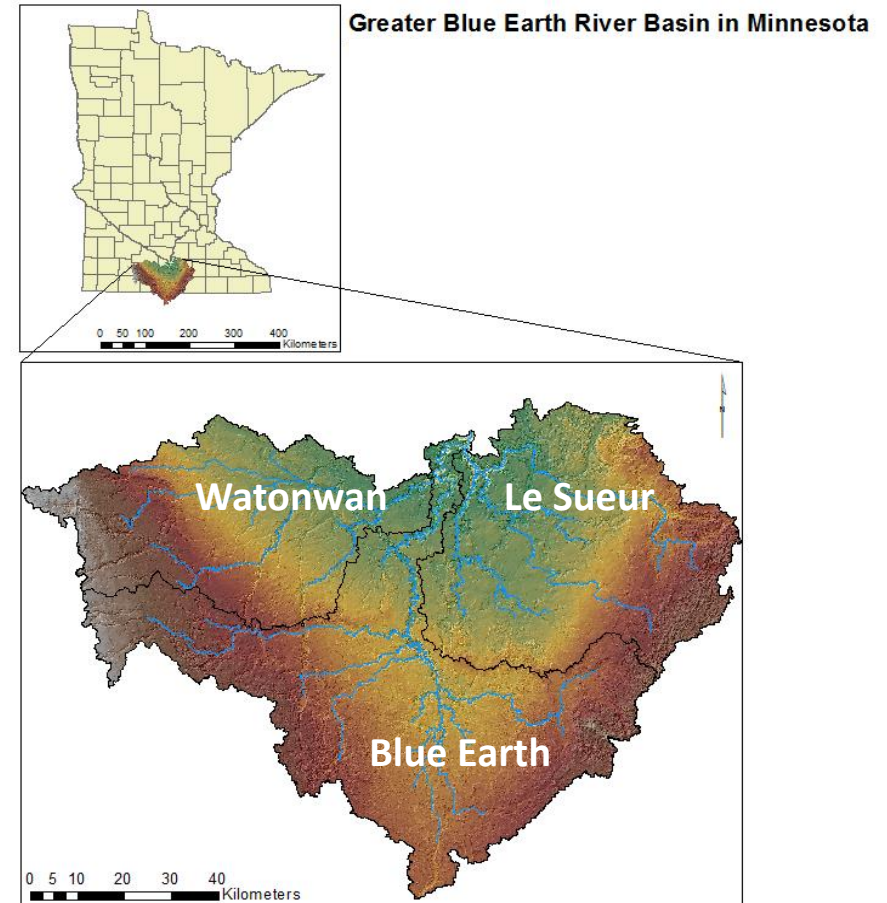 Greater Blue Earth River Basin in Minnesota
0 50 100 200 300 400
Kilometers
N
Watonwan
Le Sueur
Blue Earth
0 5 10 20 30 40
Kilometers